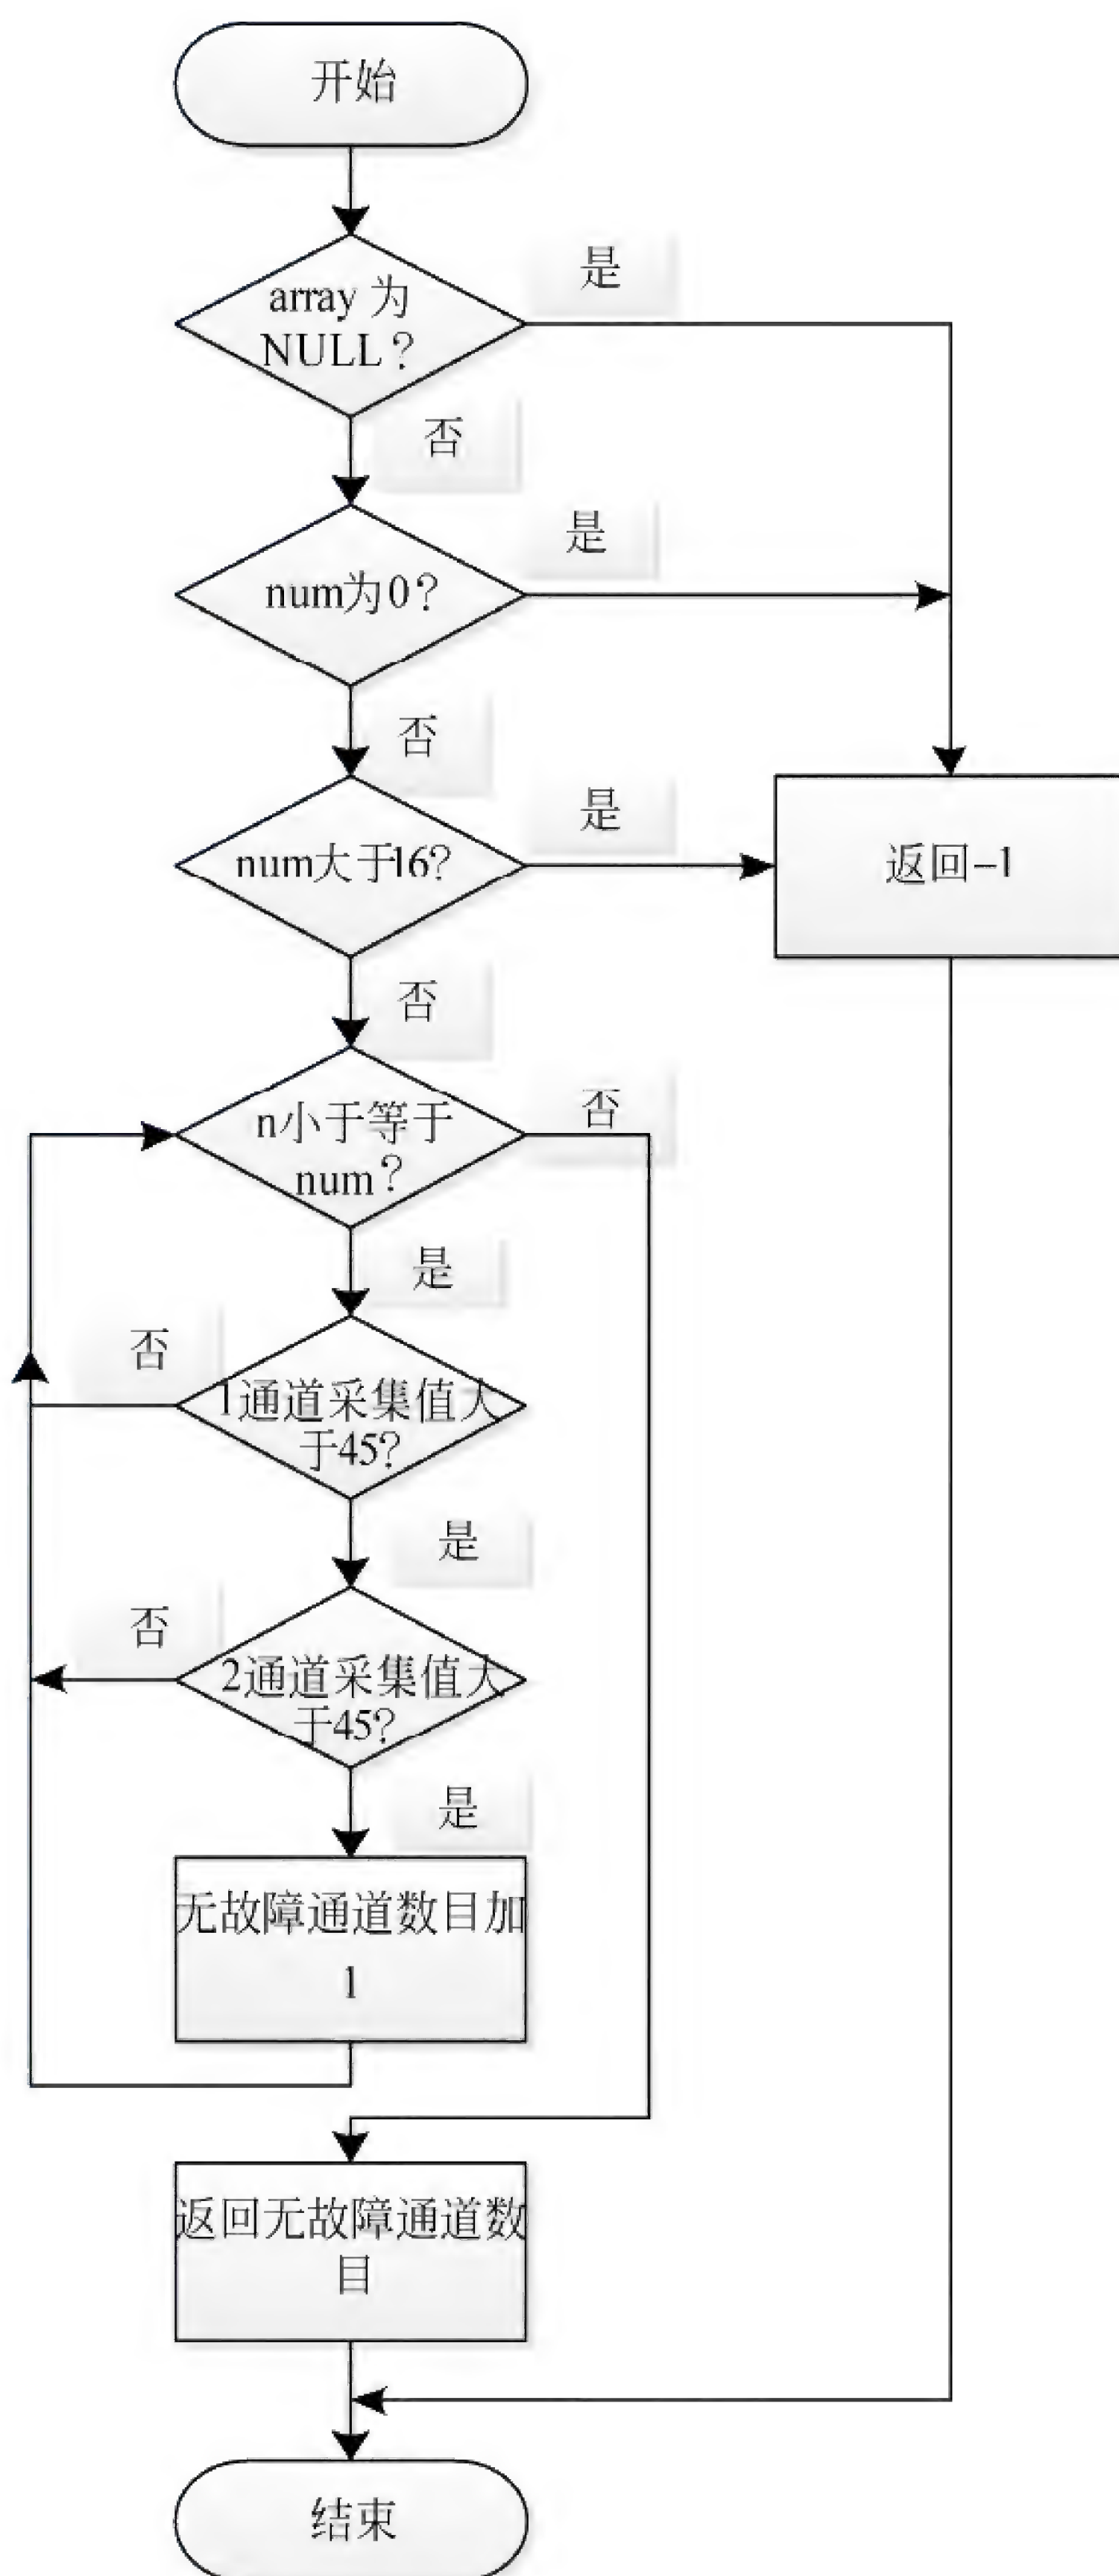 开始
array 为
NULL？
是
否
num为0？
是
否
num大于16？
是
返回-1
否
n小于等于
num？
否
是
1通道采集值大
于45？
否
是
2通道采集值大
于45？
否
是
无故障通道数目加
1
返回无故障通道数
目
结束